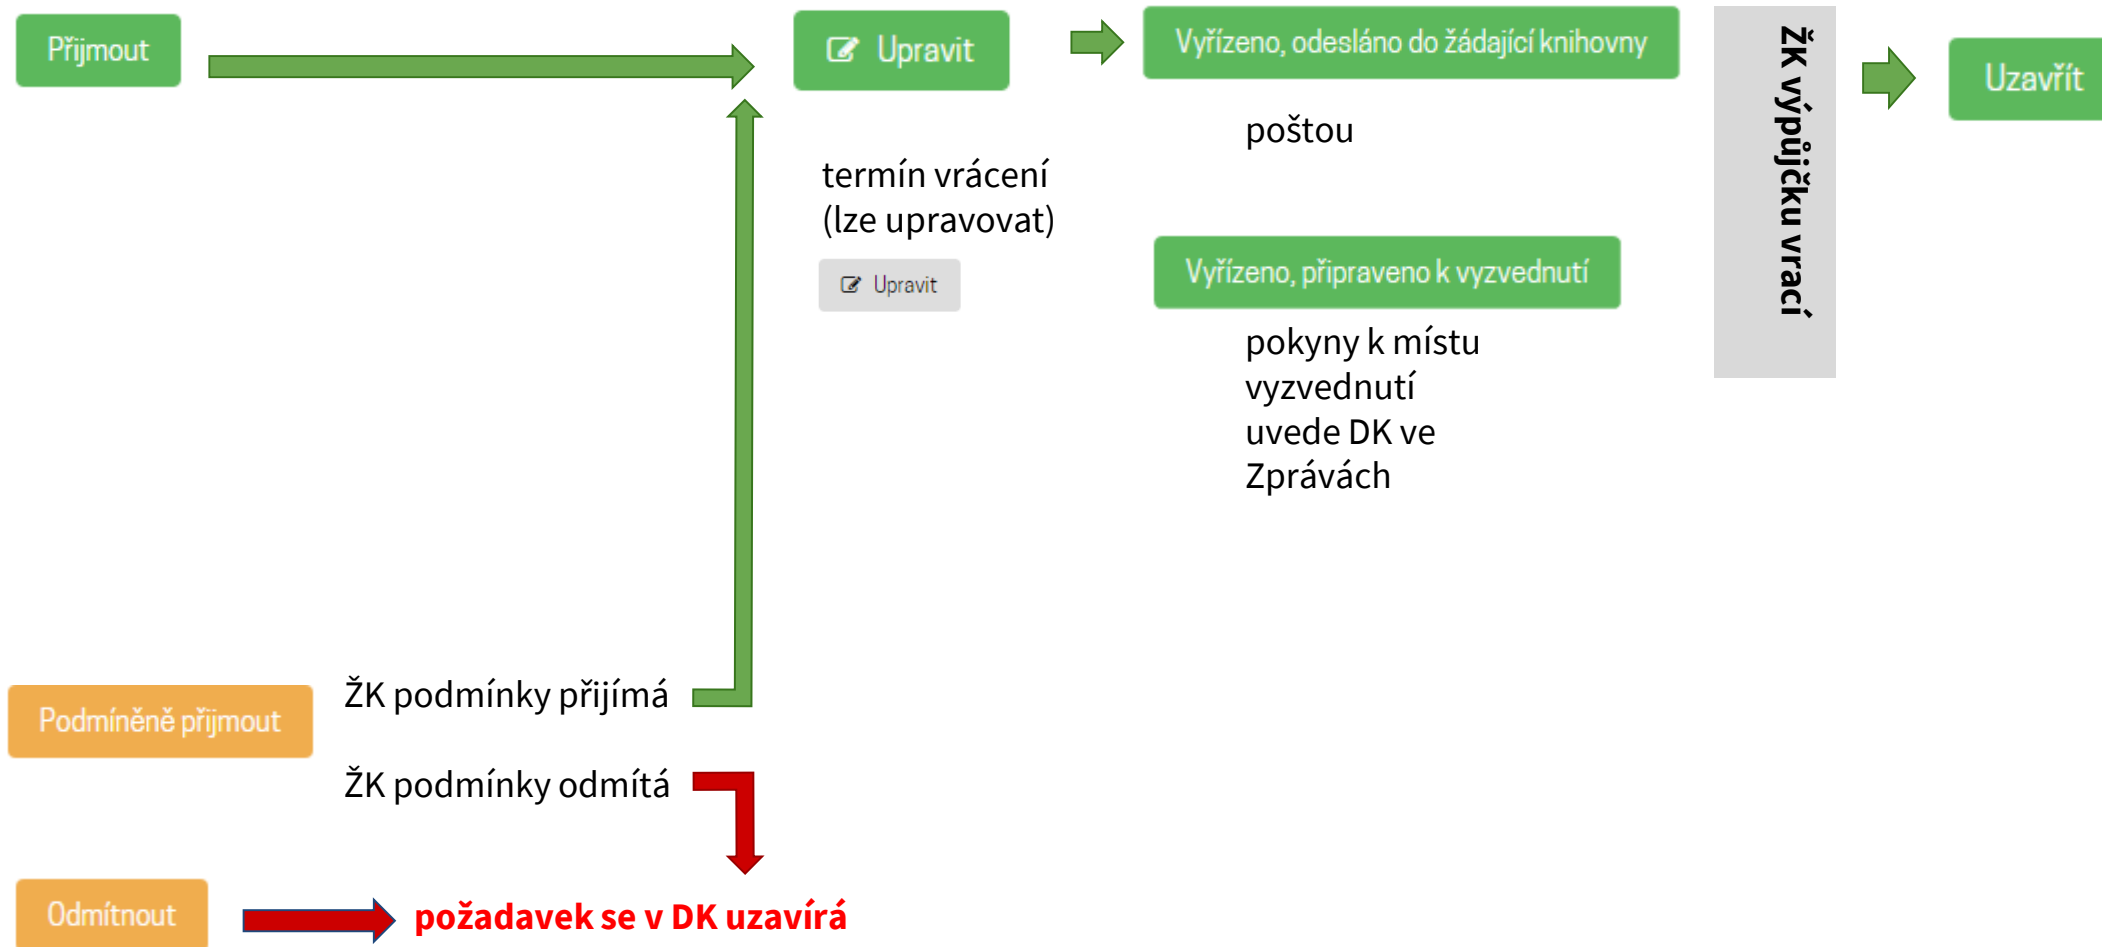 Přijmout
Upravit
Vyřízeno, odesláno do žádající knihovny
poštou
termín vrácení
(lze upravovat)
Upravit
Vyřízeno, připraveno k vyzvednutí
pokyny k místu
vyzvednutí
uvede DK ve
Zprávách
ŽK výpůjčku vrací
Uzavřít
Podmíněně přijmout
ŽK podmínky přijímá
ŽK podmínky odmítá
Odmítnout
požadavek se v DK uzavírá